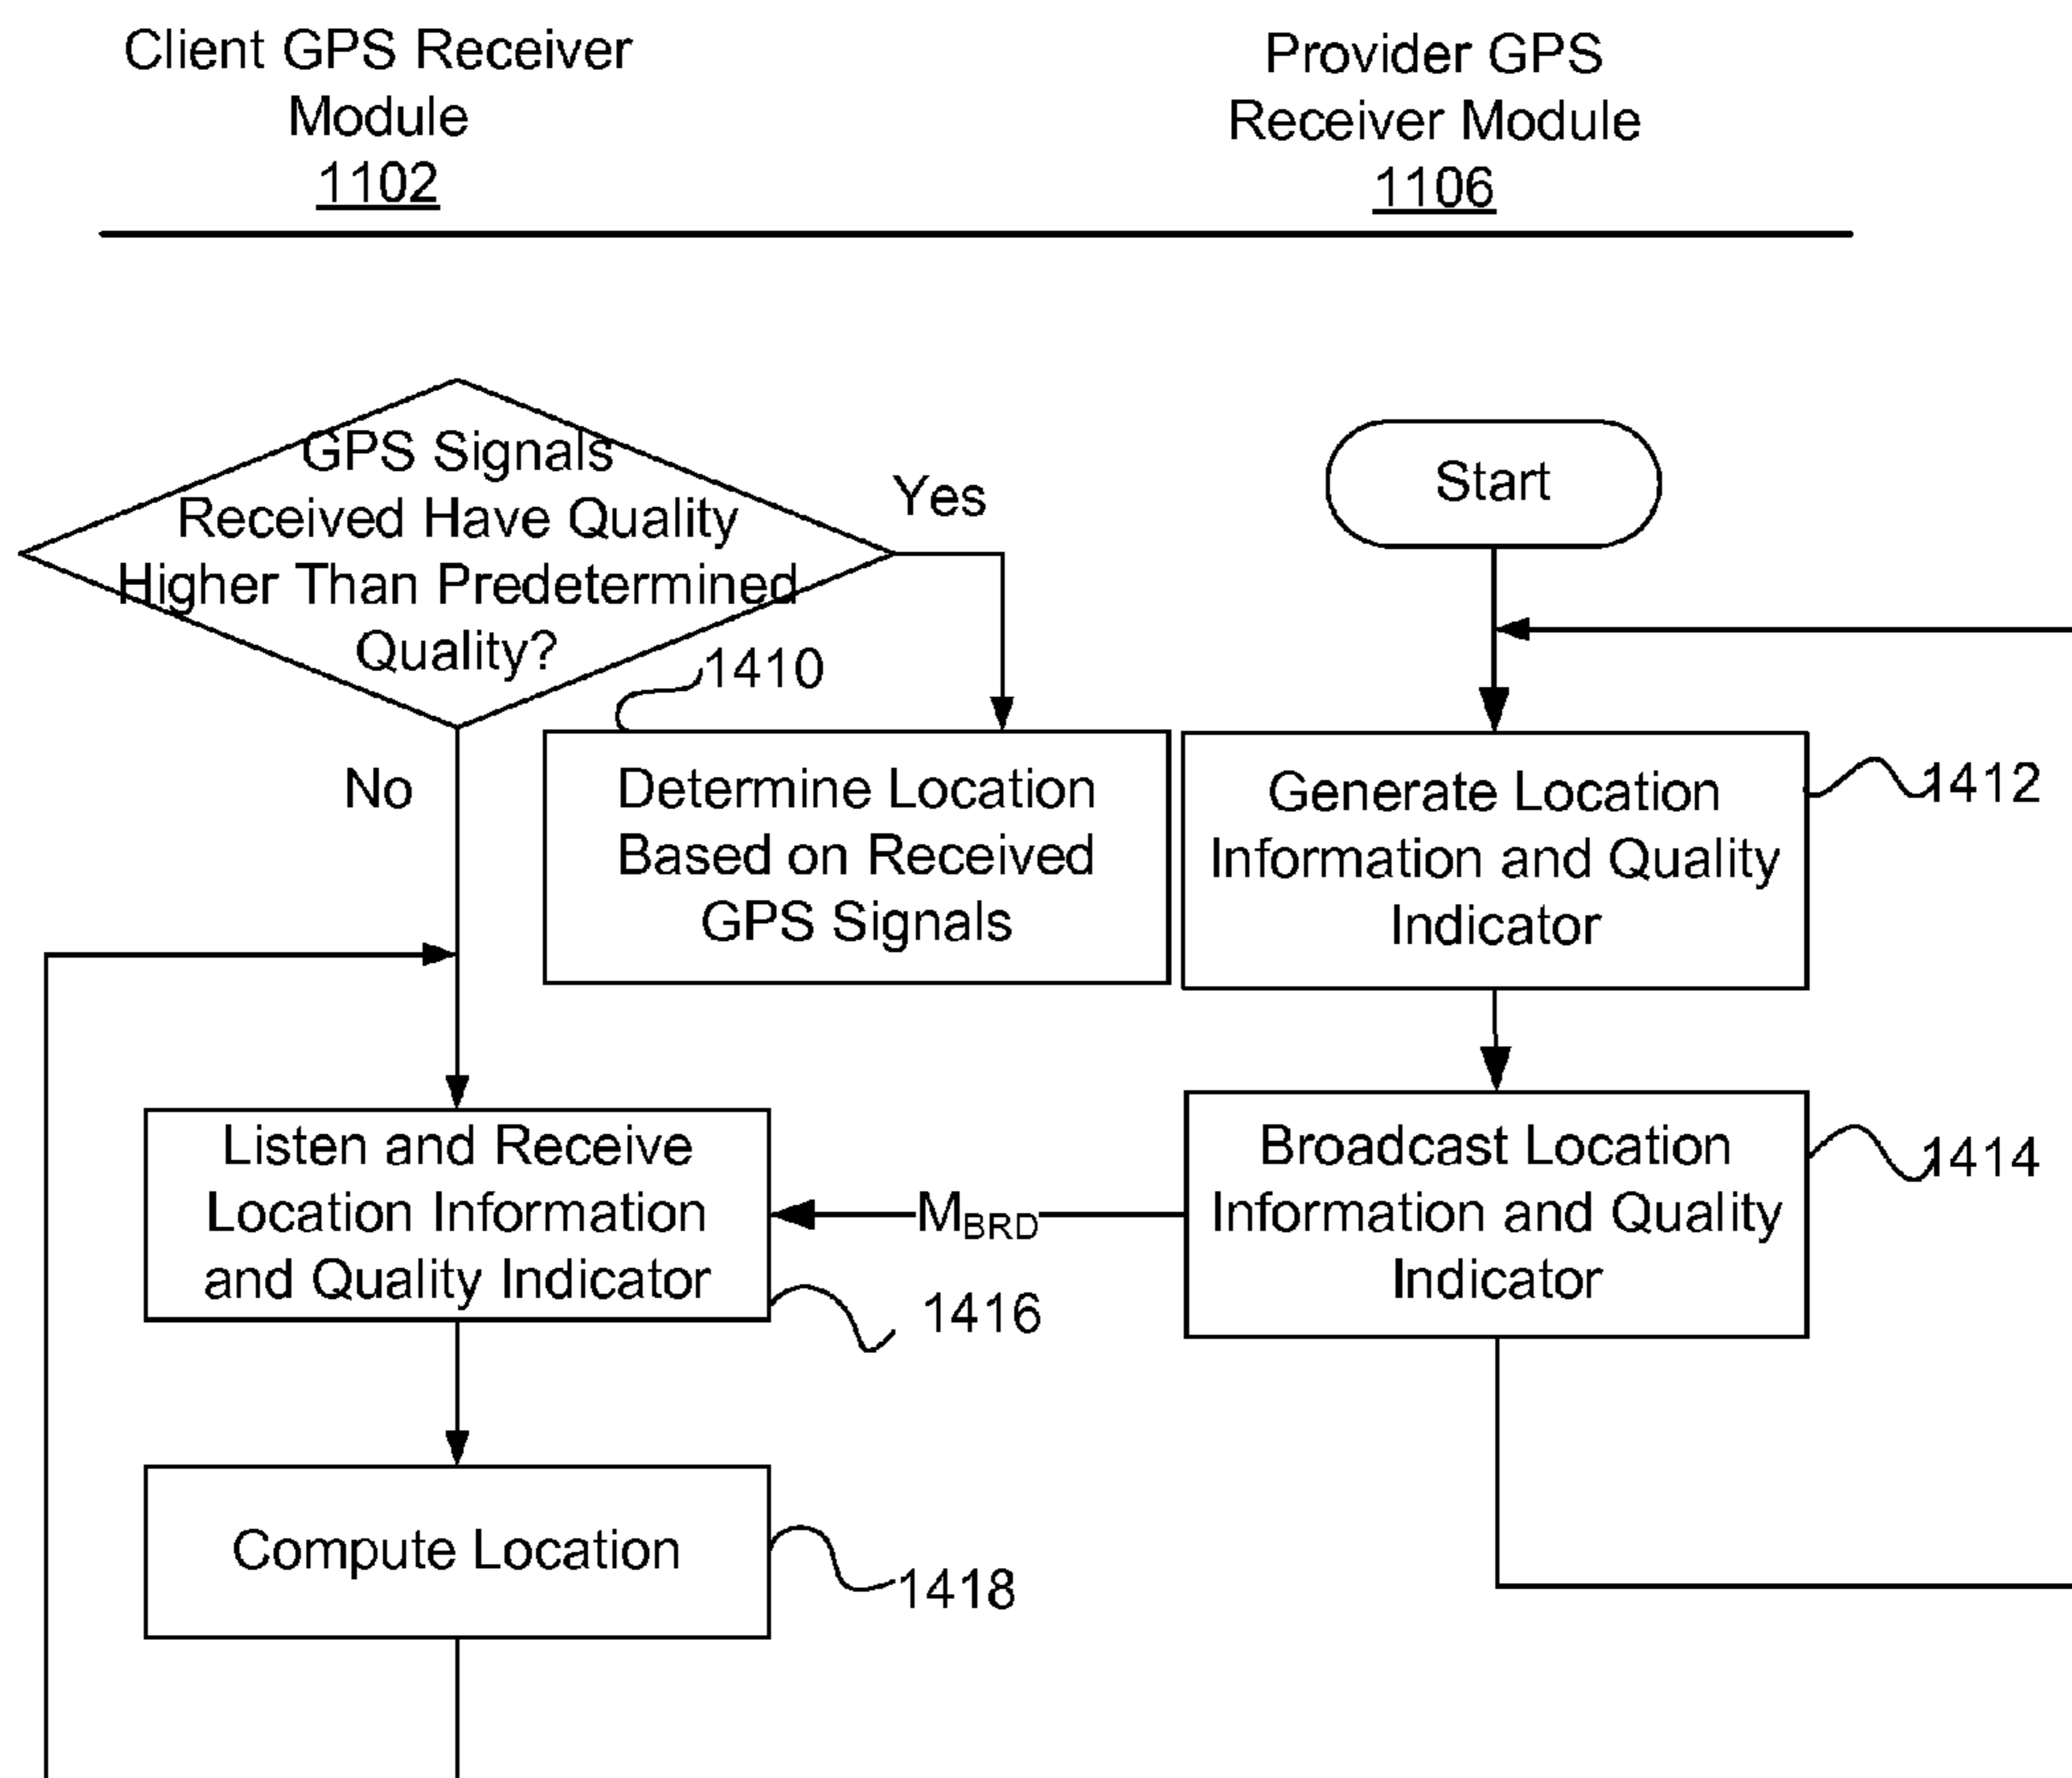 Client GPS Receiver
Module
1102
Provider GPS
Receiver Module
1106
GPS Signals
Received Have Quality
Higher Than Predetermined
Quality?
Yes
No
Start
1410
Determine Location
Based on Received
GPS Signals
Generate Location
Information and Quality
Indicator
1412
Listen and Receive
Location Information
and Quality Indicator
MBRD
1416
Broadcast Location
Information and Quality
Indicator
1414
Compute Location
1418